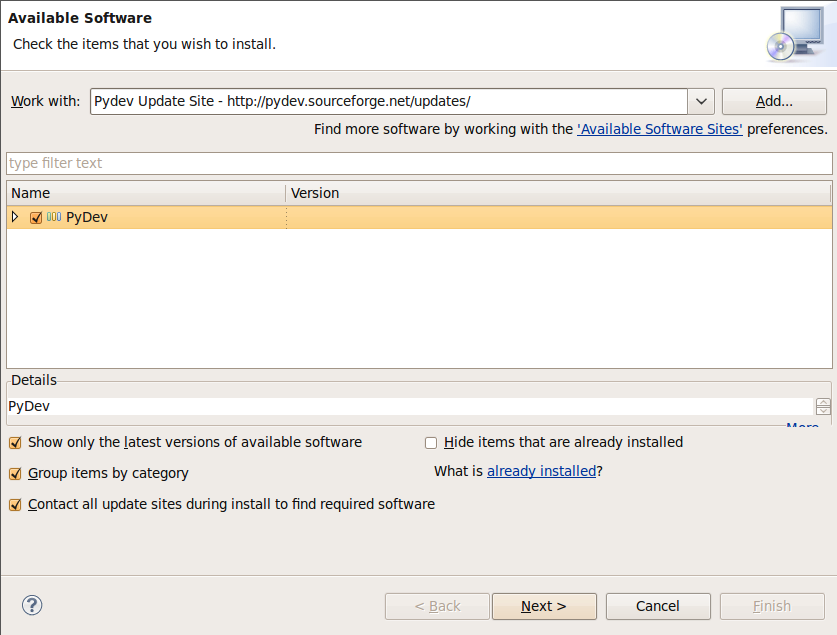 Available Software
Check the items that you wish to install.
Work with: Pydev Update Site - http://pydev.sourceforge.net/updates/ Add...
Find more software by working with the 'Available Software Sites' preferences.
type filter text
Name Version
PyDev
Details
PyDev
More...
Show only the latest versions of available software Hide items that are already installed
Group items by category What is already installed?
Contact all update sites during install to find required software
? < Back Next > Cancel Finish